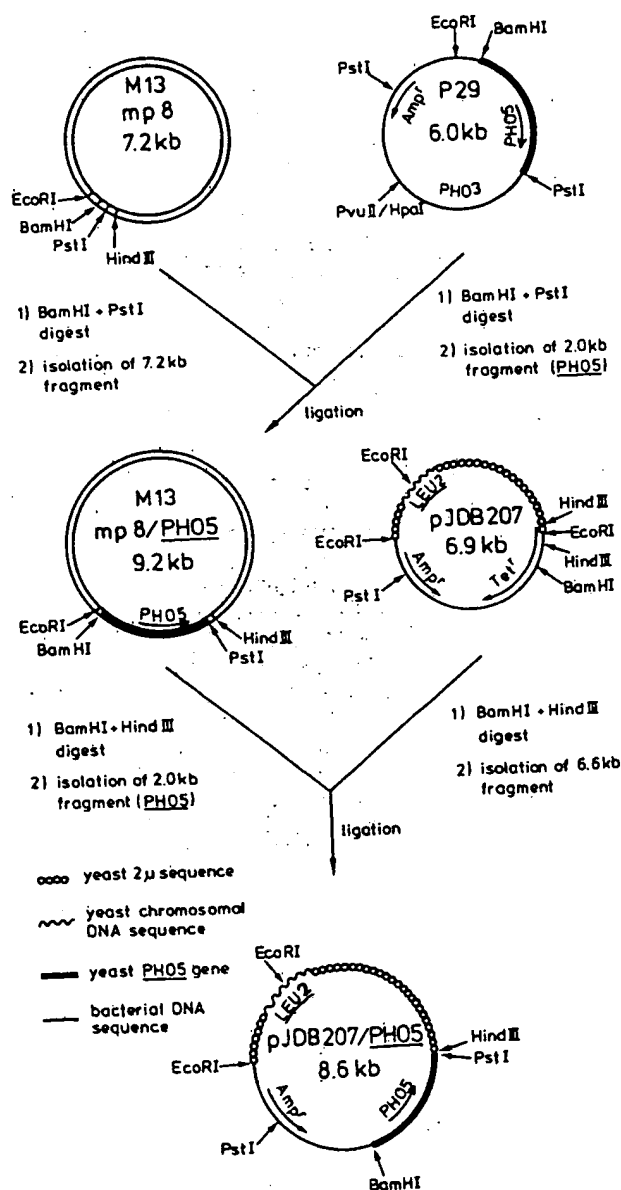 M13
mp 8
7.2kb
EcoRI
BamHI
PstI
Hind III
EcoRI
BamHI
PstI
P29
6.0kb
Ampr
PHO5
PHO3
PstI
PvuII/HpaI
1) BamHI + PstI
digest
2) isolation of 7.2kb
fragment
1) BamHI + PstI
digest
2) isolation of 2.0kb
fragment (PHO5)
ligation
M13
mp 8/PHO5
9.2kb
PHO5
EcoRI
BamHI
Hind III
PstI
EcoRI
LEU2
pJDB207
6.9 kb
Hind III
EcoRI
Hind III
BamHI
EcoRI
PstI
Ampr
Tetr
1) BamHI + Hind III
digest
2) isolation of 2.0kb
fragment (PHO5)
1) BamHI + Hind III
digest
2) isolation of 6.6kb
fragment
ligation
yeast 2μ sequence
yeast chromosomal
DNA sequence
yeast PHO5 gene
bacterial DNA
sequence
EcoRI
LEU2
pJDB207/PHO5
8.6 kb
Hind III
PstI
EcoRI
Ampr
PHO5
PstI
BamHI